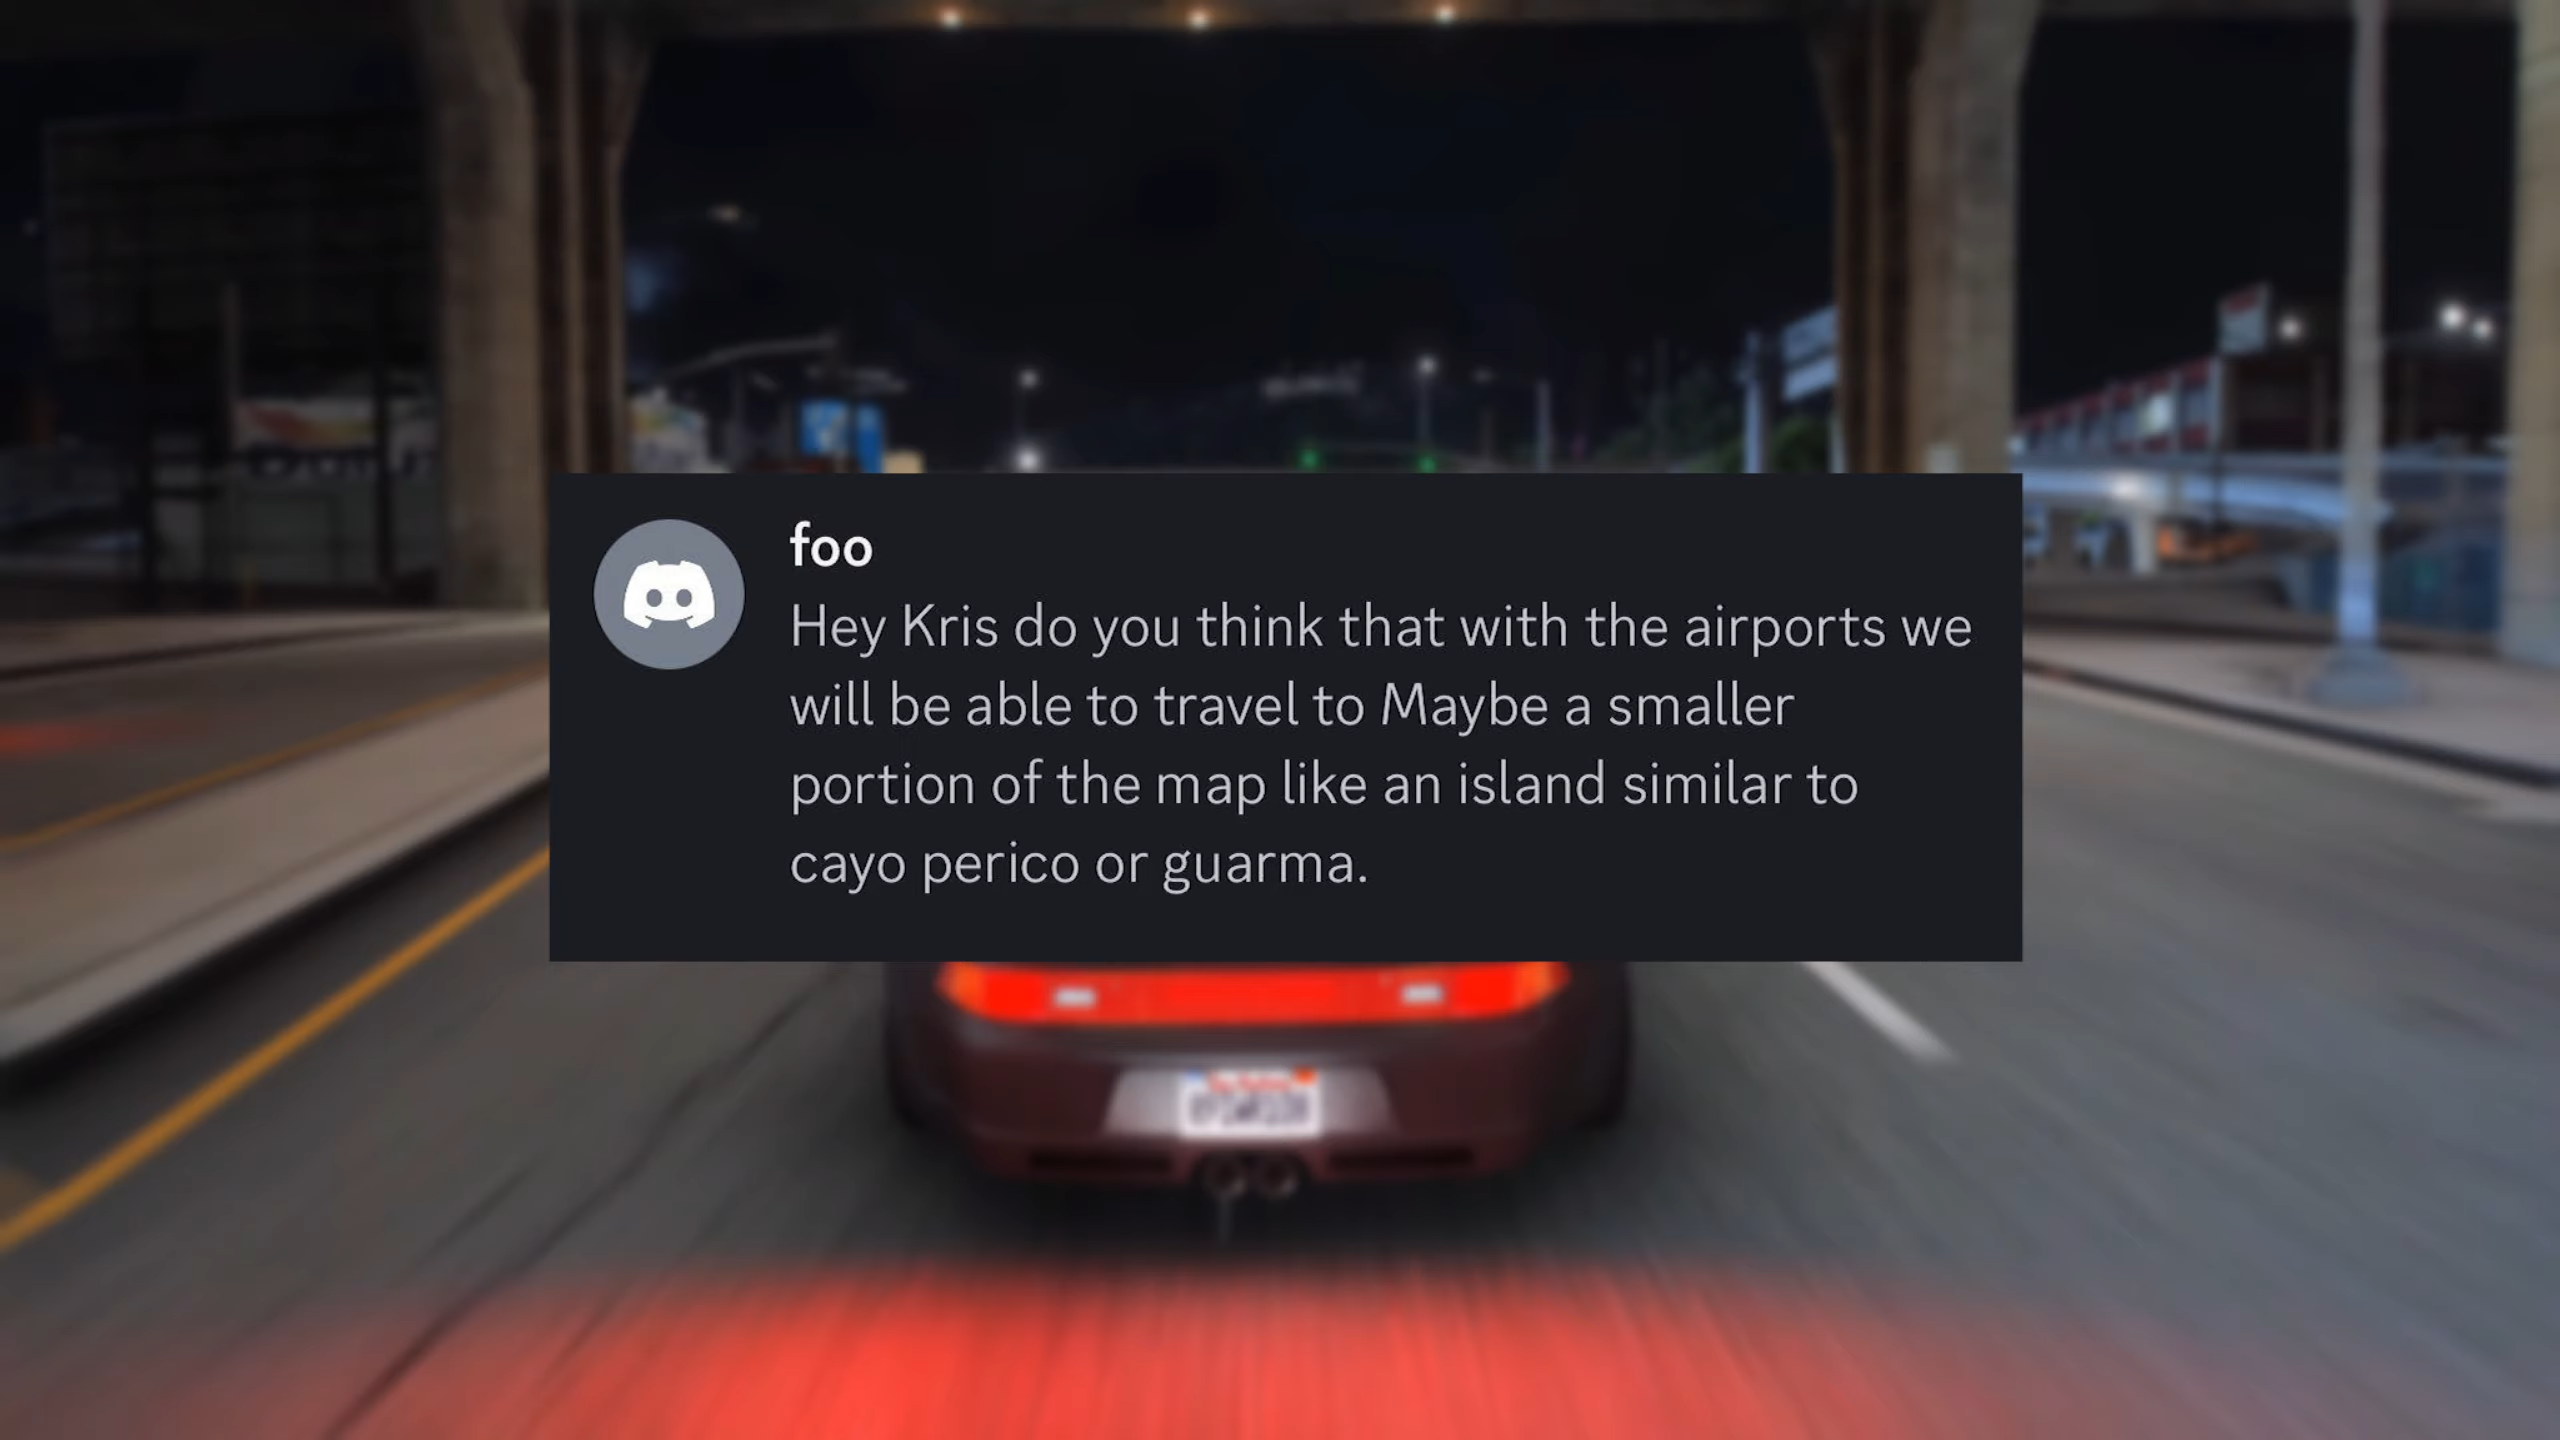 foo
Hey Kris do you think that with the airports we
will be able to travel to Maybe a smaller
portion of the map like an island similar to
cayo perico or guarma.